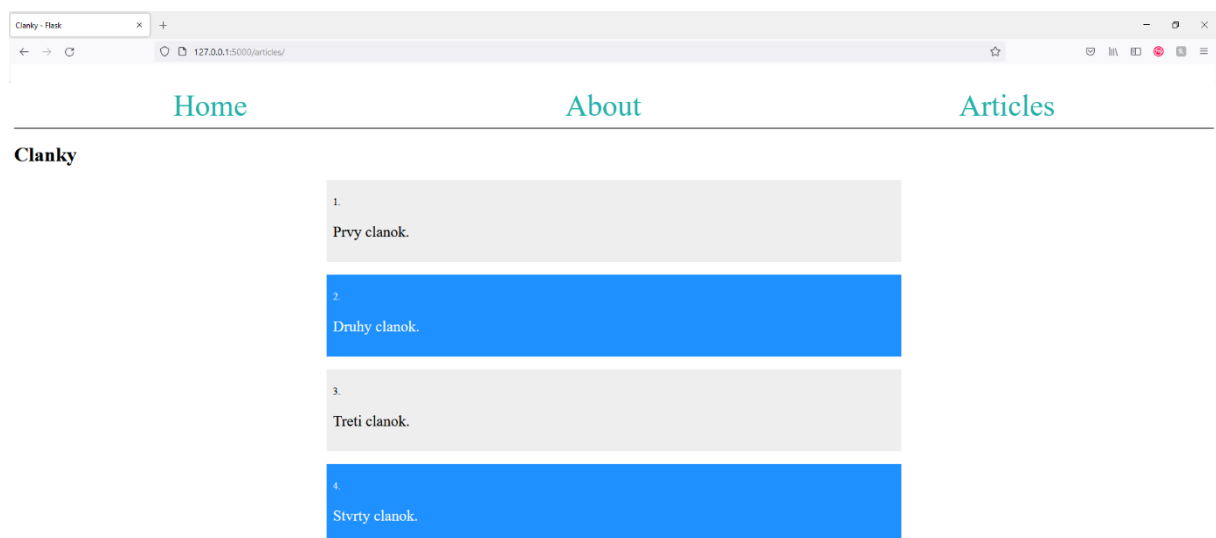 Clanky - Flask
127.0.0.1:5000/articles/
Home About Articles
Clanky
1.
Prvy clanok.
2.
Druhy clanok.
3.
Treti clanok.
4.
Stvrty clanok.